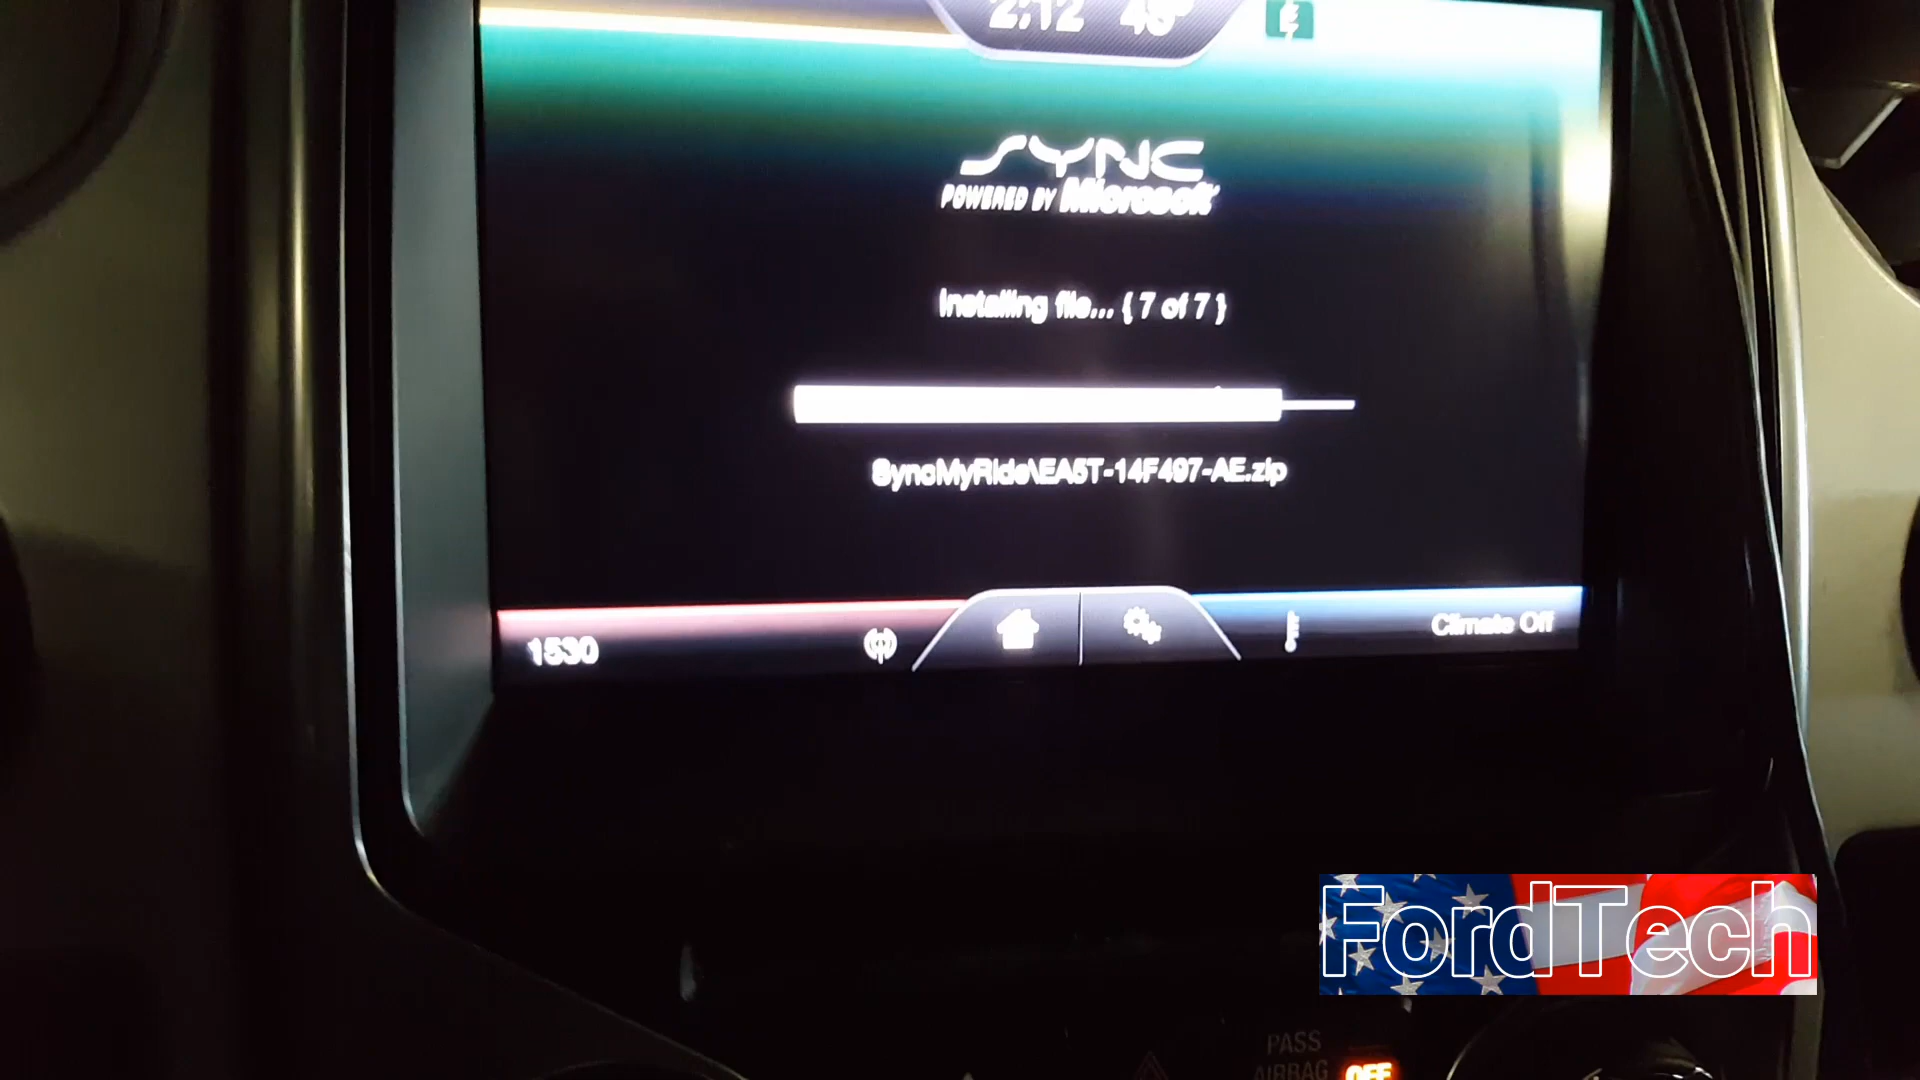 2:12 48°
SYNC
POWERED BY Microsoft
Installing file... { 7 of 7 }
SyncMyRide\EA5T-14F497-AE.zip
1530
Climate Off
FordTech
PASS
AIRBAG OFF